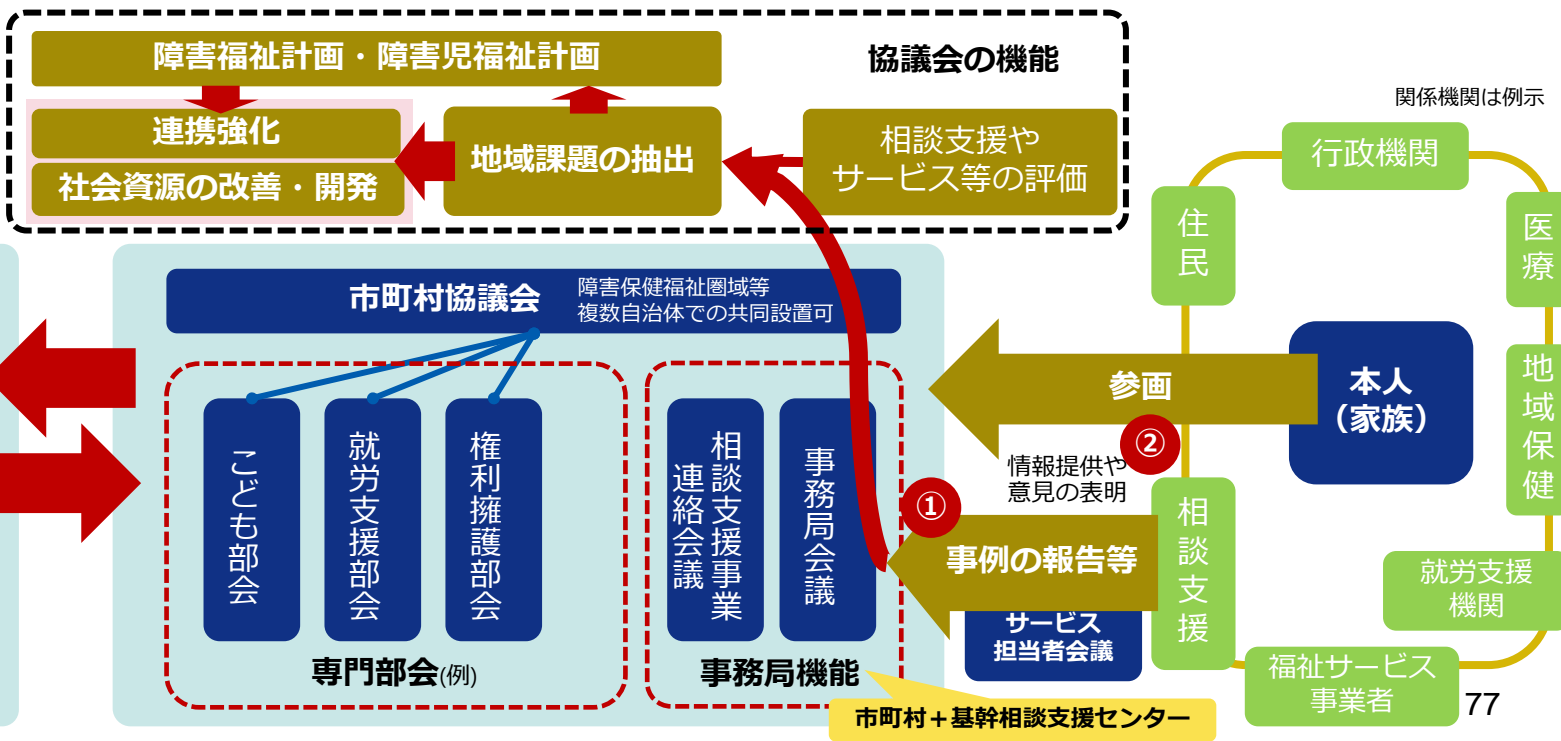 障害福祉計画・障害児福祉計画
協議会の機能
連携強化
社会資源の改善・開発
地域課題の抽出
相談支援や
サービス等の評価
関係機関は例示
行政機関
住民
医療
地域保健
就労支援
機関
福祉サービス
事業者
相談支援
本人
（家族）
市町村協議会
障害保健福祉圏域等
複数自治体での共同設置可
参画
②
情報提供や
意見の表明
①
事例の報告等
サービス
担当者会議
こども部会
就労支援部会
権利擁護部会
専門部会(例)
相談支援事業
連絡会議
事務局会議
事務局機能
市町村＋基幹相談支援センター
77